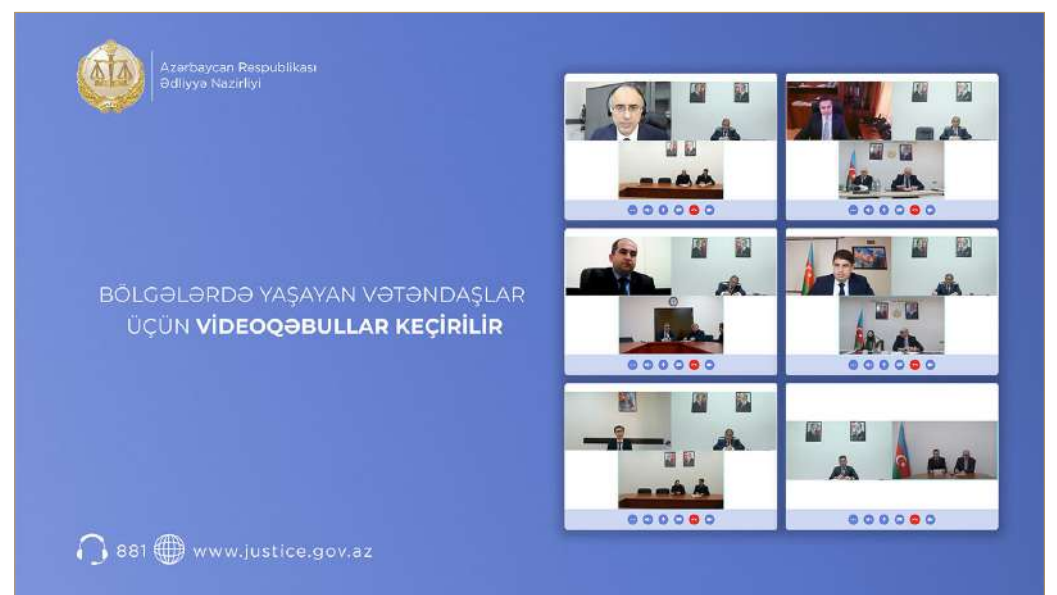 Azərbaycan Respublikası
Ədliyyə Nazirliyi
BÖLGƏLƏRDƏ YAŞAYAN VƏTƏNDAŞLAR
ÜÇÜN VİDEOQƏBULLAR KEÇİRİLİR
881 www.justice.gov.az